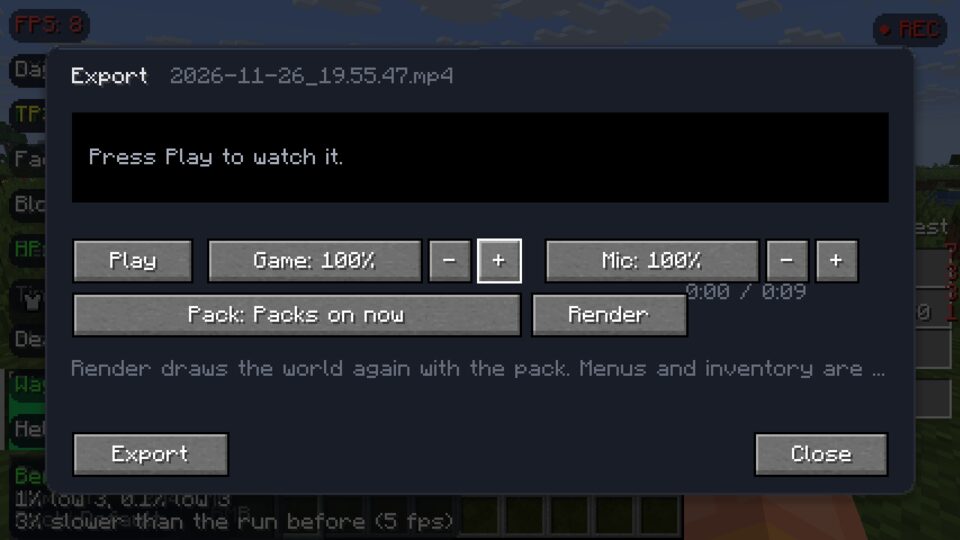 FPS: 8
REC
Export 2026-11-26_19.55.47.mp4
Press Play to watch it.
Play Game: 100% - + Mic: 100% - +
0:00 / 0:09
Pack: Packs on now Render
Render draws the world again with the pack. Menus and inventory are ...
Export Close
1% low 3, 0.1% low 3
3% slower than the run before (5 fps)